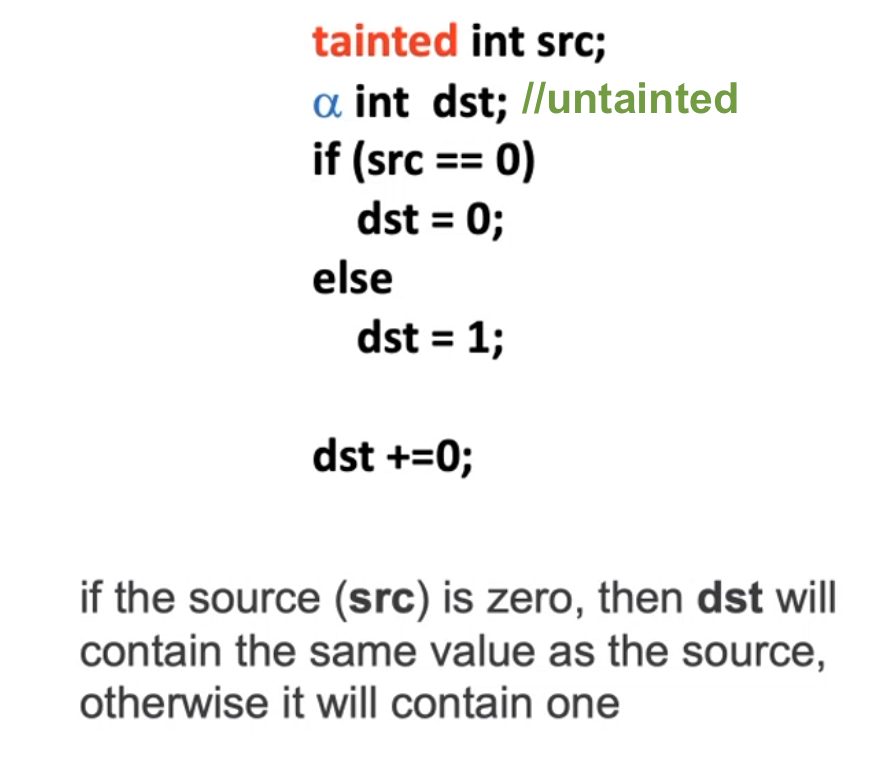 tainted int src;
α int dst; //untainted
if (src == 0)
dst = 0;
else
dst = 1;
dst +=0;
if the source (src) is zero, then dst will
contain the same value as the source,
otherwise it will contain one